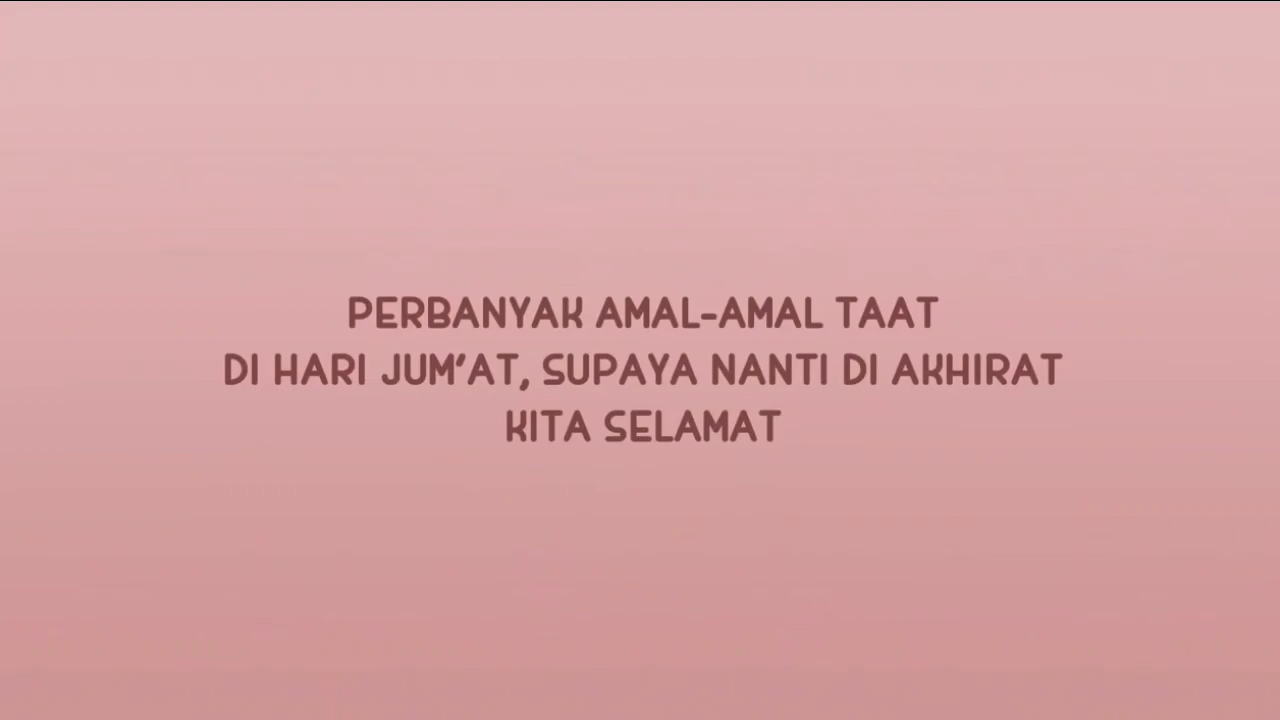 PERBANYAK AMAL-AMAL TAAT
DI HARI JUM'AT, SUPAYA NANTI DI AKHIRAT
KITA SELAMAT